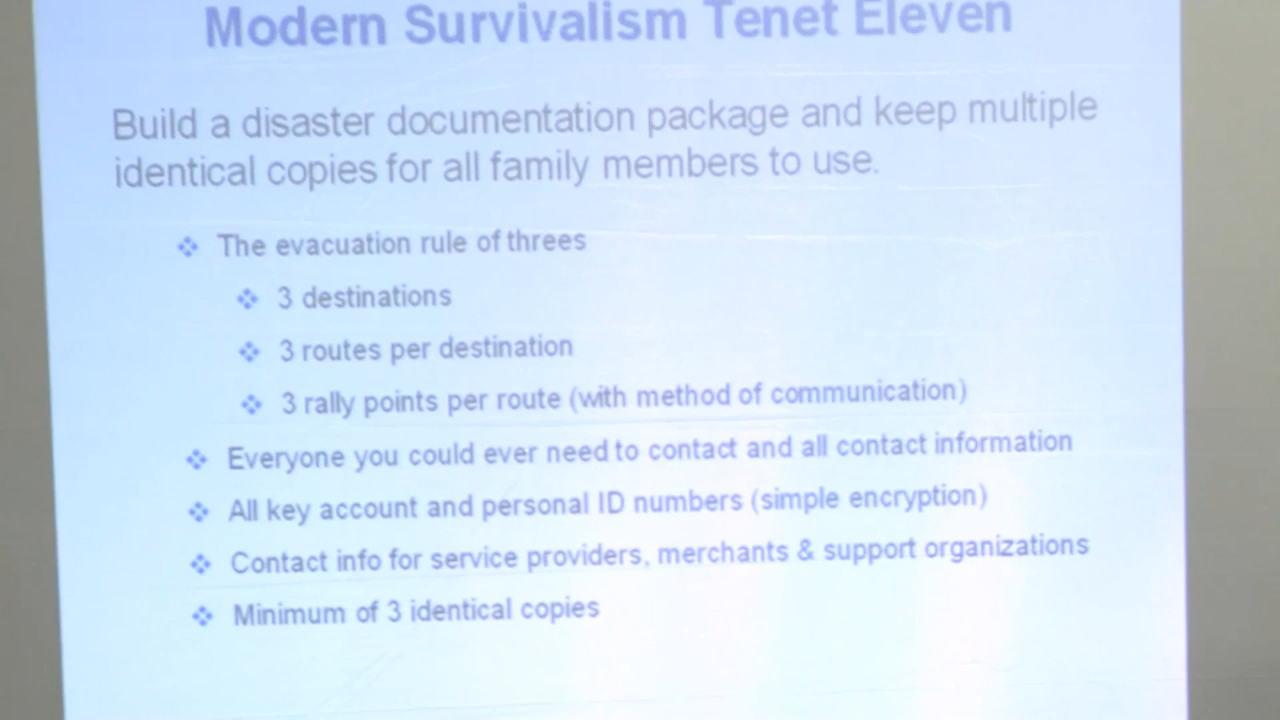 Modern Survivalism Tenet Eleven
Build a disaster documentation package and keep multiple
identical copies for all family members to use.
The evacuation rule of threes
3 destinations
3 routes per destination
3 rally points per route (with method of communication)
Everyone you could ever need to contact and all contact information
All key account and personal ID numbers (simple encryption)
Contact info for service providers, merchants & support organizations
Minimum of 3 identical copies